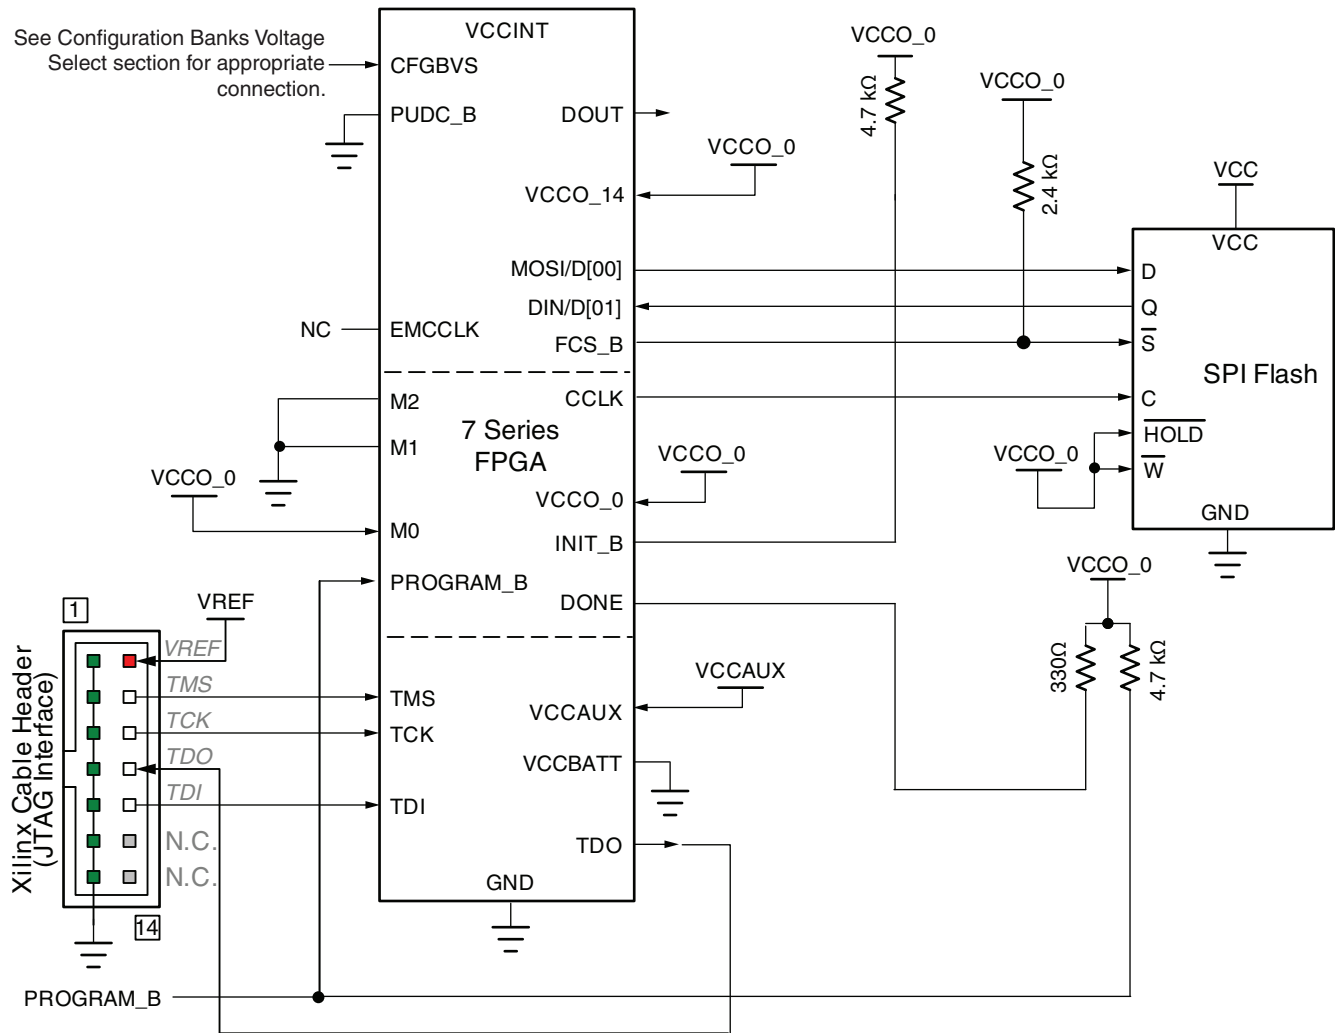 See Configuration Banks Voltage
Select section for appropriate
connection.
VCCINT
CFGBVS
PUDC_B
DOUT
VCCO_0
VCCO_14
VCCO_0
4.7 kΩ
VCCO_0
2.4 kΩ
VCC
VCC
MOSI/D[00]
D
DIN/D[01]
Q
NC
EMCCLK
FCS_B
S̅
SPI Flash
M2
CCLK
C
M1
7 Series
FPGA
HOLD
VCCO_0
VCCO_0
VCCO_0
W̅
VCCO_0
GND
M0
INIT_B
VCCO_0
PROGRAM_B
DONE
330Ω
4.7 kΩ
1
VREF
VREF
TMS
TMS
TCK
TCK
TDO
TDI
TDI
N.C.
N.C.
14
Xilinx Cable Header
(JTAG Interface)
VCCAUX
VCCAUX
VCCBATT
TDO
GND
PROGRAM_B